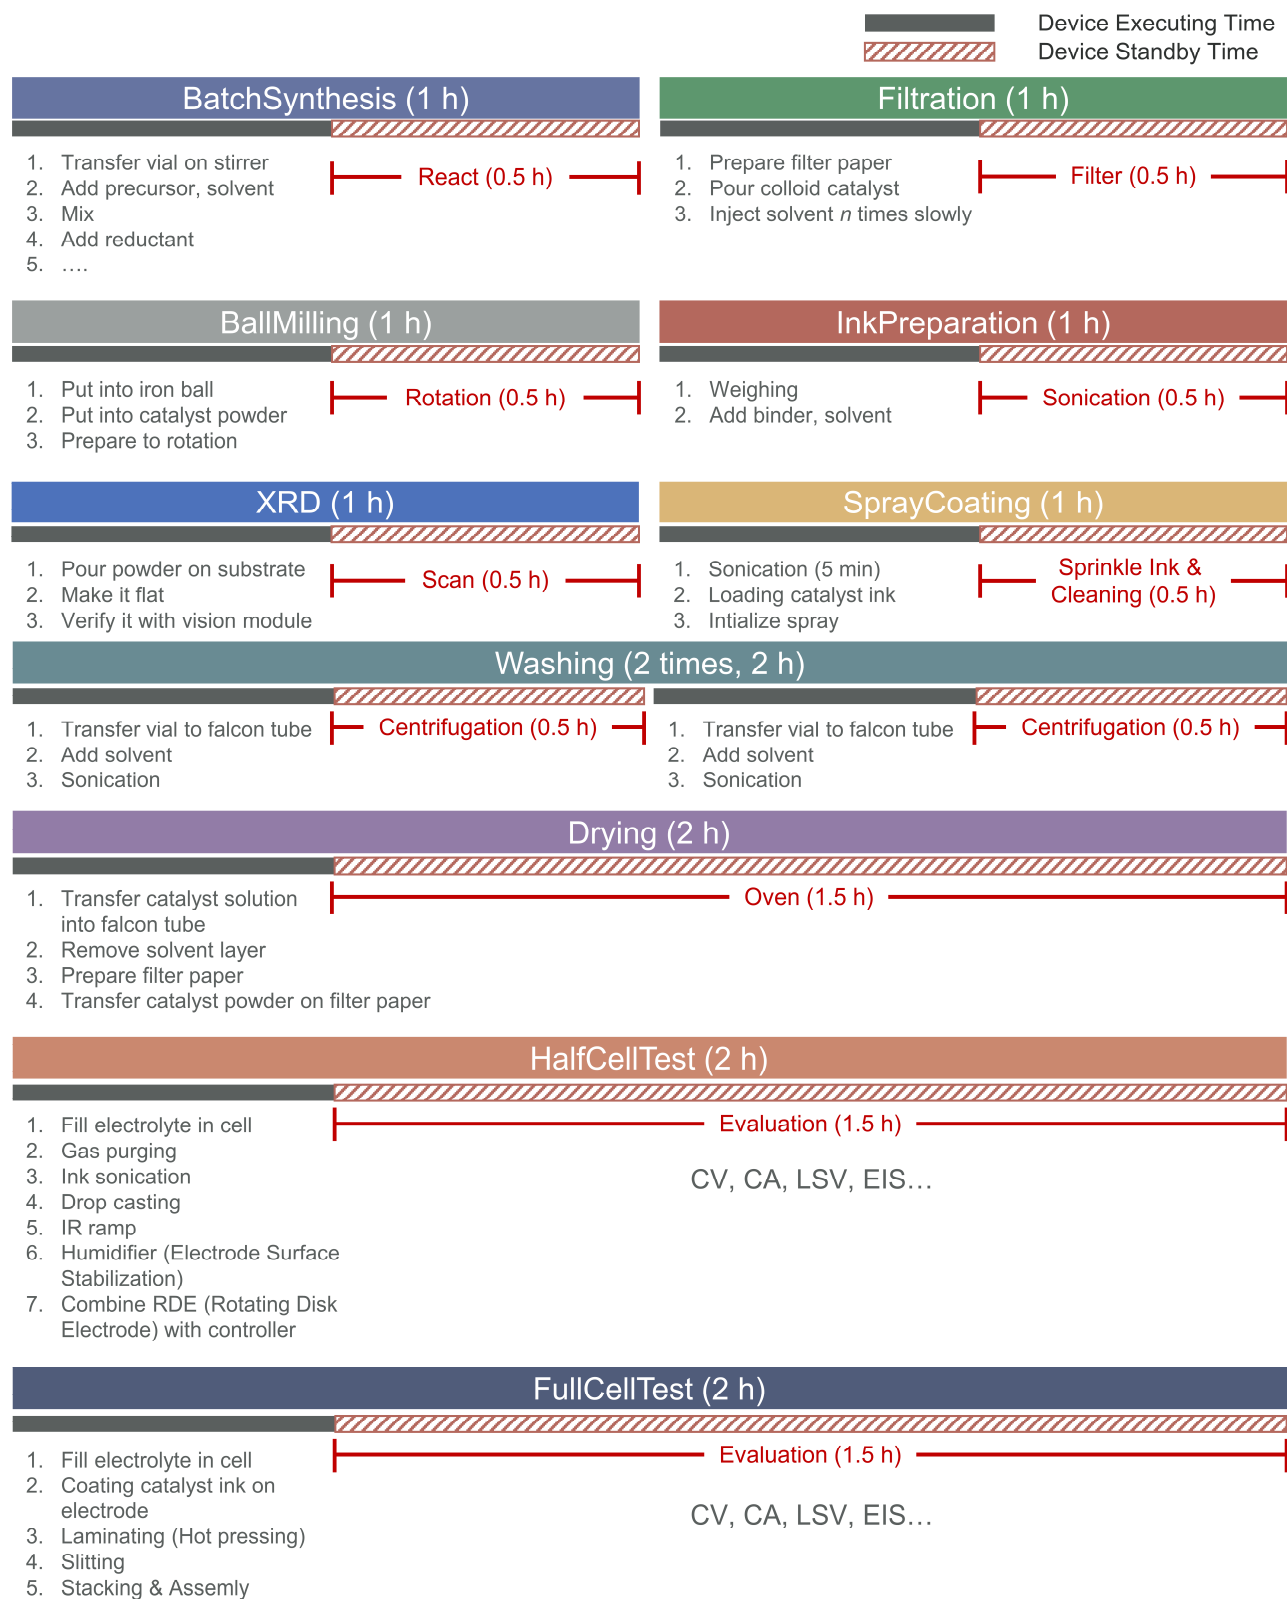 Device Executing Time
Device Standby Time
BatchSynthesis (1 h)
1. Transfer vial on stirrer
2. Add precursor, solvent
3. Mix
4. Add reductant
5. ....
React (0.5 h)
Filtration (1 h)
1. Prepare filter paper
2. Pour colloid catalyst
3. Inject solvent n times slowly
Filter (0.5 h)
BallMilling (1 h)
1. Put into iron ball
2. Put into catalyst powder
3. Prepare to rotation
Rotation (0.5 h)
InkPreparation (1 h)
1. Weighing
2. Add binder, solvent
Sonication (0.5 h)
XRD (1 h)
1. Pour powder on substrate
2. Make it flat
3. Verify it with vision module
Scan (0.5 h)
SprayCoating (1 h)
1. Sonication (5 min)
2. Loading catalyst ink
3. Intialize spray
Sprinkle Ink &
Cleaning (0.5 h)
Washing (2 times, 2 h)
1. Transfer vial to falcon tube
2. Add solvent
3. Sonication
Centrifugation (0.5 h)
1. Transfer vial to falcon tube
2. Add solvent
3. Sonication
Centrifugation (0.5 h)
Drying (2 h)
1. Transfer catalyst solution
into falcon tube
2. Remove solvent layer
3. Prepare filter paper
4. Transfer catalyst powder on filter paper
Oven (1.5 h)
HalfCellTest (2 h)
1. Fill electrolyte in cell
2. Gas purging
3. Ink sonication
4. Drop casting
5. IR ramp
6. Humidifier (Electrode Surface
Stabilization)
7. Combine RDE (Rotating Disk
Electrode) with controller
Evaluation (1.5 h)
CV, CA, LSV, EIS...
FullCellTest (2 h)
1. Fill electrolyte in cell
2. Coating catalyst ink on
electrode
3. Laminating (Hot pressing)
4. Slitting
5. Stacking & Assemly
Evaluation (1.5 h)
CV, CA, LSV, EIS...